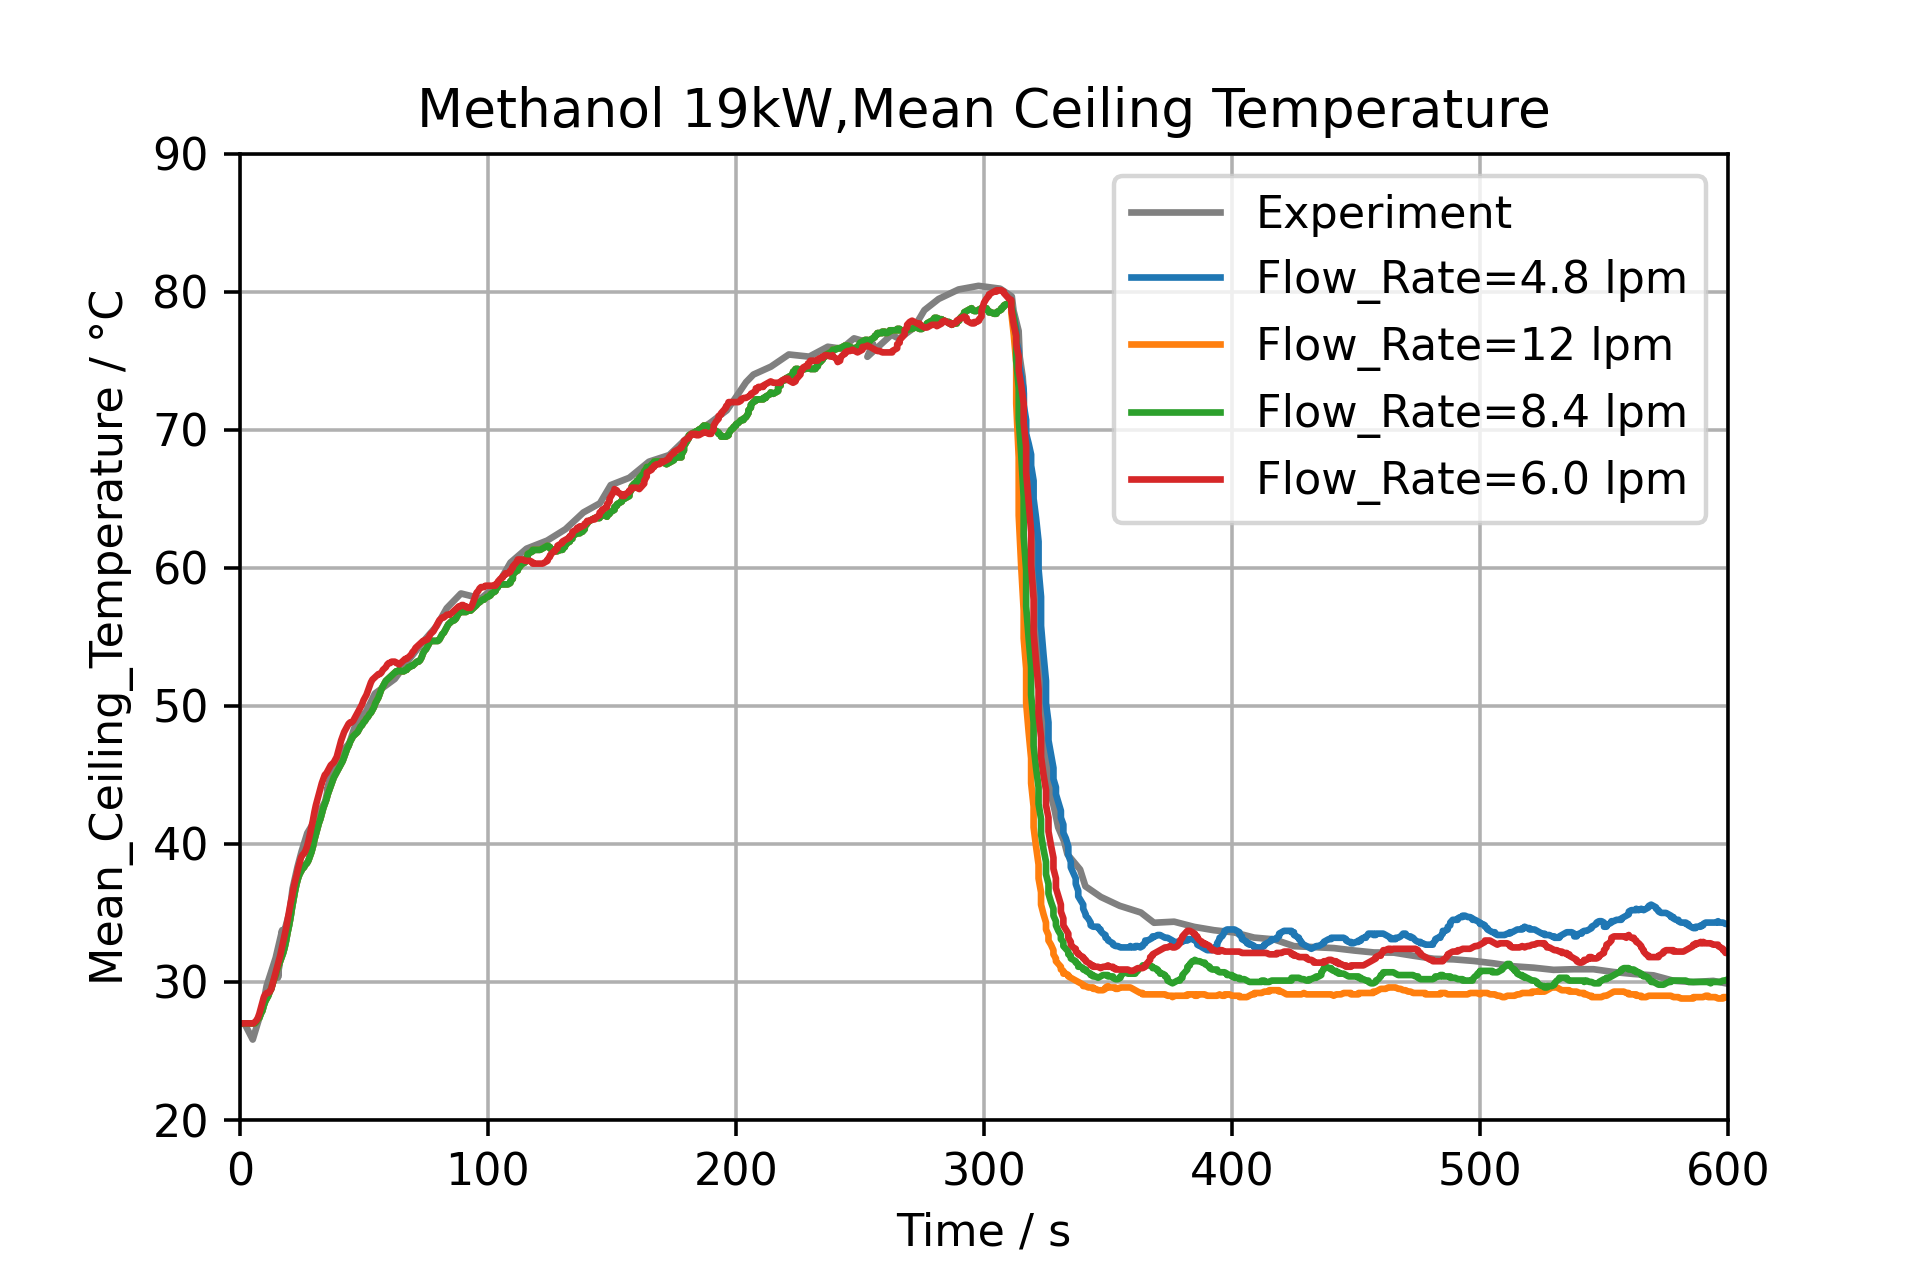 Methanol 19kW,Mean Ceiling Temperature
90
80
70
60
50
40
30
20
Mean_Ceiling_Temperature / °C
Experiment
Flow_Rate=4.8 lpm
Flow_Rate=12 lpm
Flow_Rate=8.4 lpm
Flow_Rate=6.0 lpm
0 100 200 300 400 500 600
Time / s